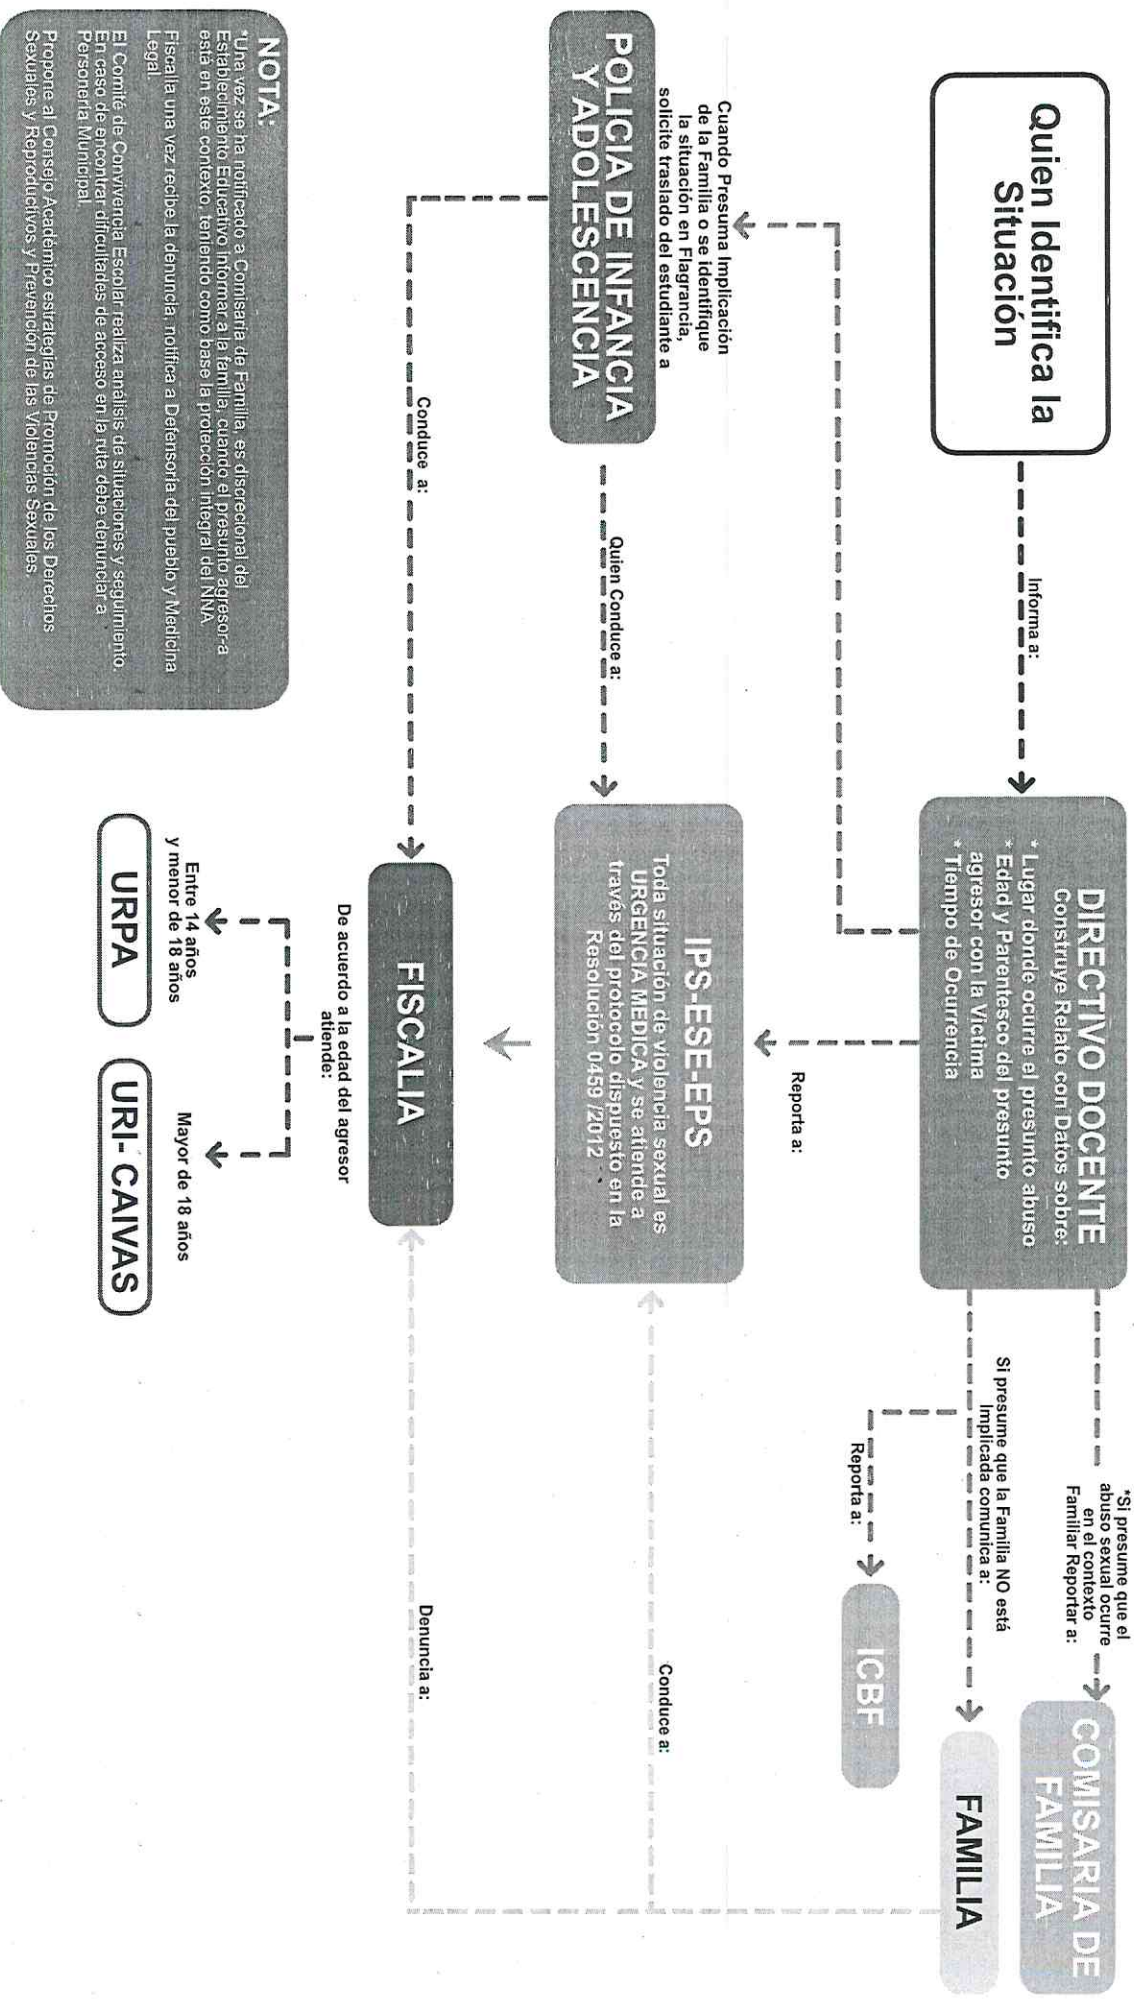 Quien Identifica la
Situación
Informa a:
DIRECTIVO DOCENTE
Construye Relato con Datos sobre:
* Lugar donde ocurre el presunto abuso
* Edad y Parentesco del presunto
agresor con la Victima
* Tiempo de Ocurrencia
*Si presume que el
abuso sexual ocurre
en el contexto
Familiar Reportar a:
COMISARIA DE
FAMILIA
Si presume que la Familia NO está
Implicada comunica a:
FAMILIA
Reporta a:
ICBF
Cuando Presuma Implicación
de la Familia o se identifique
la situación en Flagrancia,
solicite traslado del estudiante a
POLICIA DE INFANCIA
Y ADOLESCENCIA
Quien Conduce a:
Reporta a:
IPS-ESE-EPS
Toda situación de violencia sexual es
URGENCIA MEDICA y se atiende a
través del protocolo dispuesto en la
Resolución 0459 /2012
Conduce a:
Conduce a:
FISCALIA
Denuncia a:
De acuerdo a la edad del agresor
atiende:
Entre 14 años
y menor de 18 años
URPA
Mayor de 18 años
URI- CAIVAS
NOTA:
*Una vez se ha notificado a Comisaría de Familia, es discrecional del
Establecimiento Educativo informar a la familia, cuando el presunto agresor-a
está en este contexto, teniendo como base la protección integral del NNA
Fiscalía una vez recibe la denuncia, notifica a Defensoría del pueblo y Medicina
Legal.
El Comité de Convivencia Escolar realiza análisis de situaciones y seguimiento.
En caso de encontrar dificultades de acceso en la ruta debe denunciar a
Personería Municipal.
Propone al Consejo Académico estrategias de Promoción de los Derechos
Sexuales y Reproductivos y Prevención de las Violencias Sexuales.